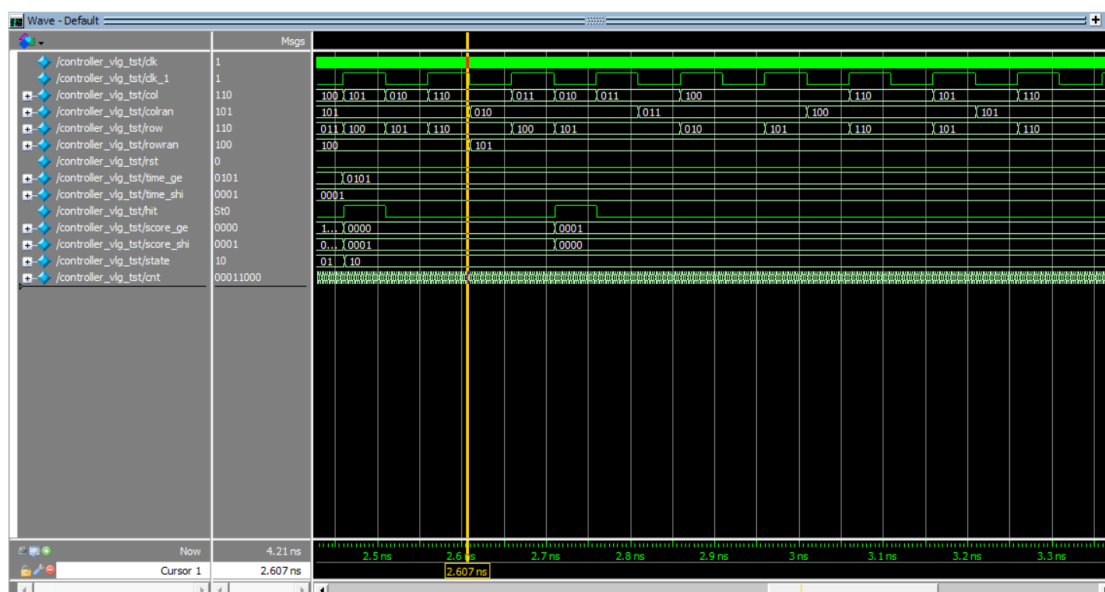 Wave - Default
Msgs
/controller_vlg_tst/clk 1
/controller_vlg_tst/clk_1 1
/controller_vlg_tst/col 110 100 101 010 110 011 010 011 100 110 101 110
/controller_vlg_tst/colran 101 101 010 011 100 101
/controller_vlg_tst/row 110 011 100 101 110 100 101 010 101 110 101 110
/controller_vlg_tst/rowran 100 100 101
/controller_vlg_tst/rst 0
/controller_vlg_tst/time_ge 0101 0101
/controller_vlg_tst/time_shi 0001 0001
/controller_vlg_tst/hit St0
/controller_vlg_tst/score_ge 0000 1... 0000 0001
/controller_vlg_tst/score_shi 0001 0... 0001 0000
/controller_vlg_tst/state 10 01 10
/controller_vlg_tst/cnt 00011000
Now 4.21 ns 2.5 ns 2.6 ns 2.7 ns 2.8 ns 2.9 ns 3 ns 3.1 ns 3.2 ns 3.3 ns
Cursor 1 2.607 ns 2.607 ns